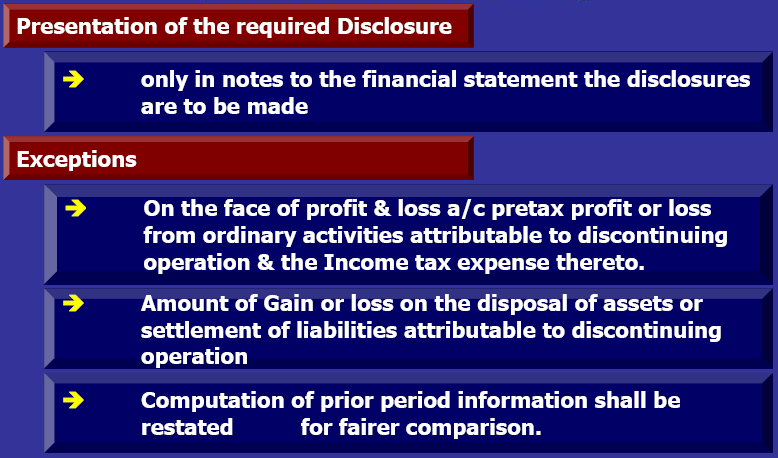 Presentation of the required Disclosure
➔ only in notes to the financial statement the disclosures
are to be made
Exceptions
➔ On the face of profit & loss a/c pretax profit or loss
from ordinary activities attributable to discontinuing
operation & the Income tax expense thereto.
➔ Amount of Gain or loss on the disposal of assets or
settlement of liabilities attributable to discontinuing
operation
➔ Computation of prior period information shall be
restated for fairer comparison.